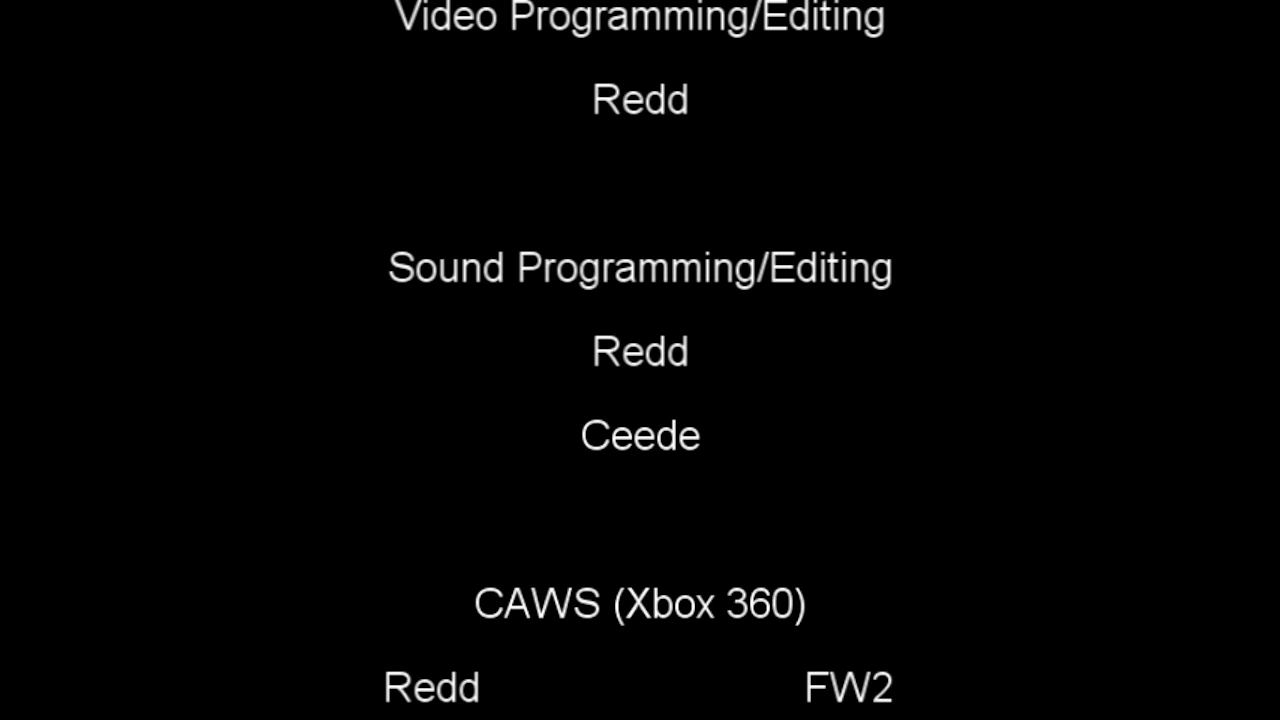 Video Programming/Editing
Redd
Sound Programming/Editing
Redd
Ceede
CAWS (Xbox 360)
Redd FW2